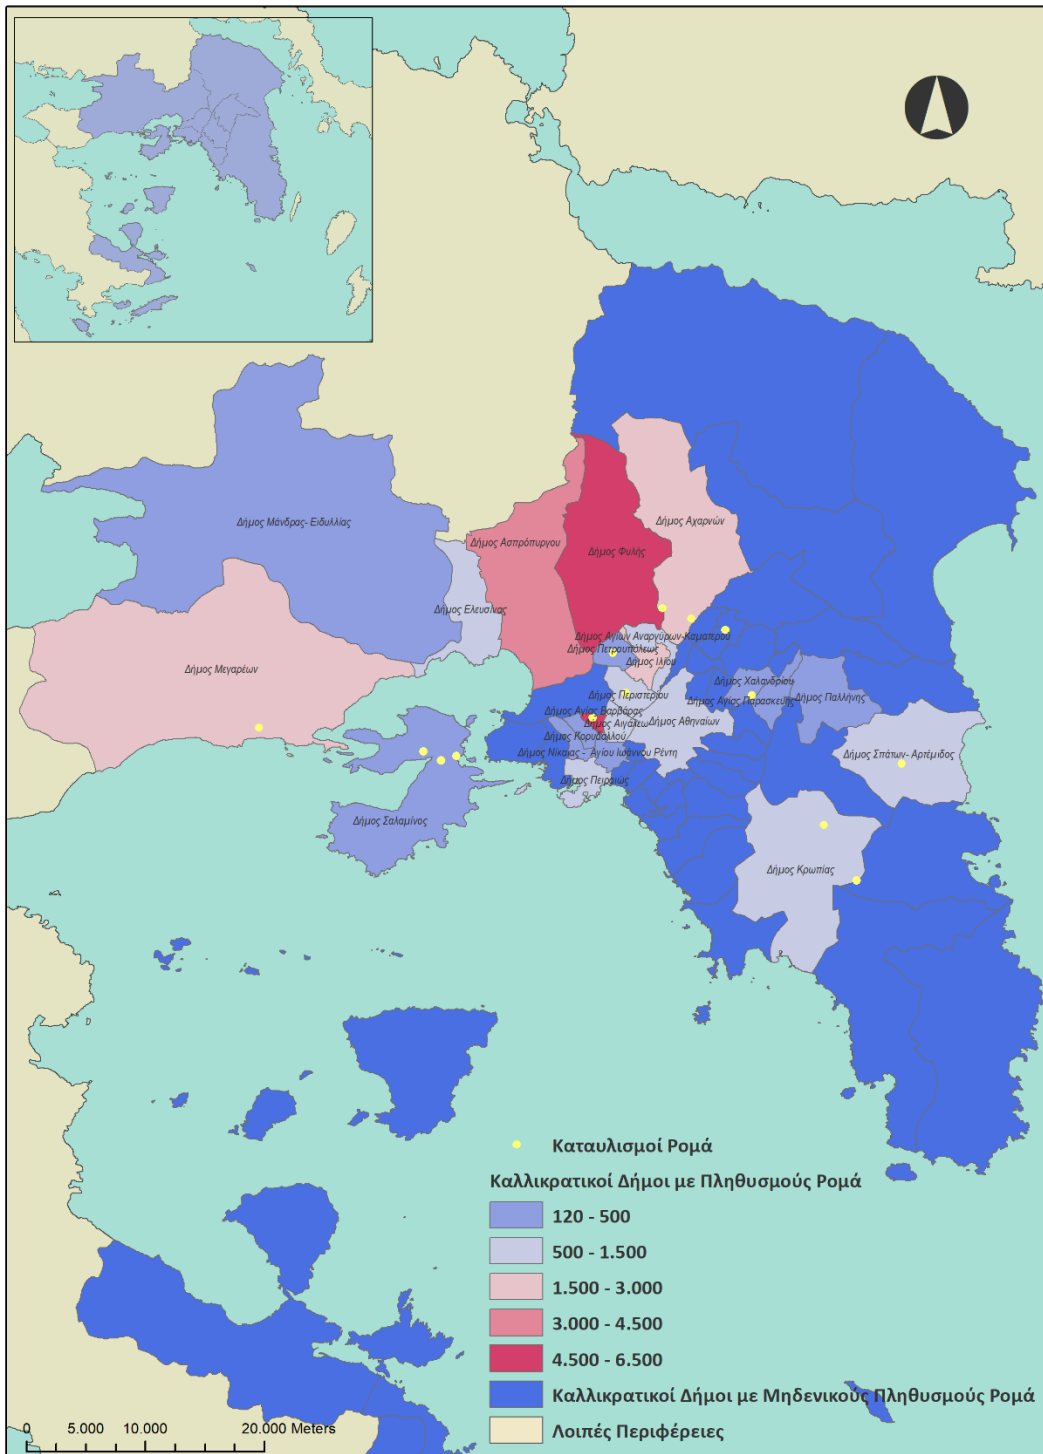 Δήμος Μάνδρας- Ειδυλλίας
Δήμος Αχαρνών
Δήμος Ασπρόπυργου
Δήμος Φυλής
Δήμος Ελευσίνας
Δήμος Αγίων Αναργύρων-Καματερού
Δήμος Πετρουπόλεως
Δήμος Ιλίου
Δήμος Μεγαρέων
Δήμος Χαλανδρίου
Δήμος Περιστερίου
Δήμος Αγίας Παρασκευής
Δήμος Παλλήνης
Δήμος Αγίας Βαρβάρας
Δήμος Αιγάλεω
Δήμος Αθηναίων
Δήμος Κορυδαλλού
Δήμος Νίκαιας - Αγίου Ιωάννου Ρέντη
Δήμος Σπάτων- Αρτέμιδος
Δήμος Πειραιώς
Δήμος Σαλαμίνος
Δήμος Κρωπίας
Καταυλισμοί Ρομά
Καλλικρατικοί Δήμοι με Πληθυσμούς Ρομά
120 - 500
500 - 1.500
1.500 - 3.000
3.000 - 4.500
4.500 - 6.500
Καλλικρατικοί Δήμοι με Μηδενικούς Πληθυσμούς Ρομά
Λοιπές Περιφέρειες
0 5.000 10.000 20.000 Meters